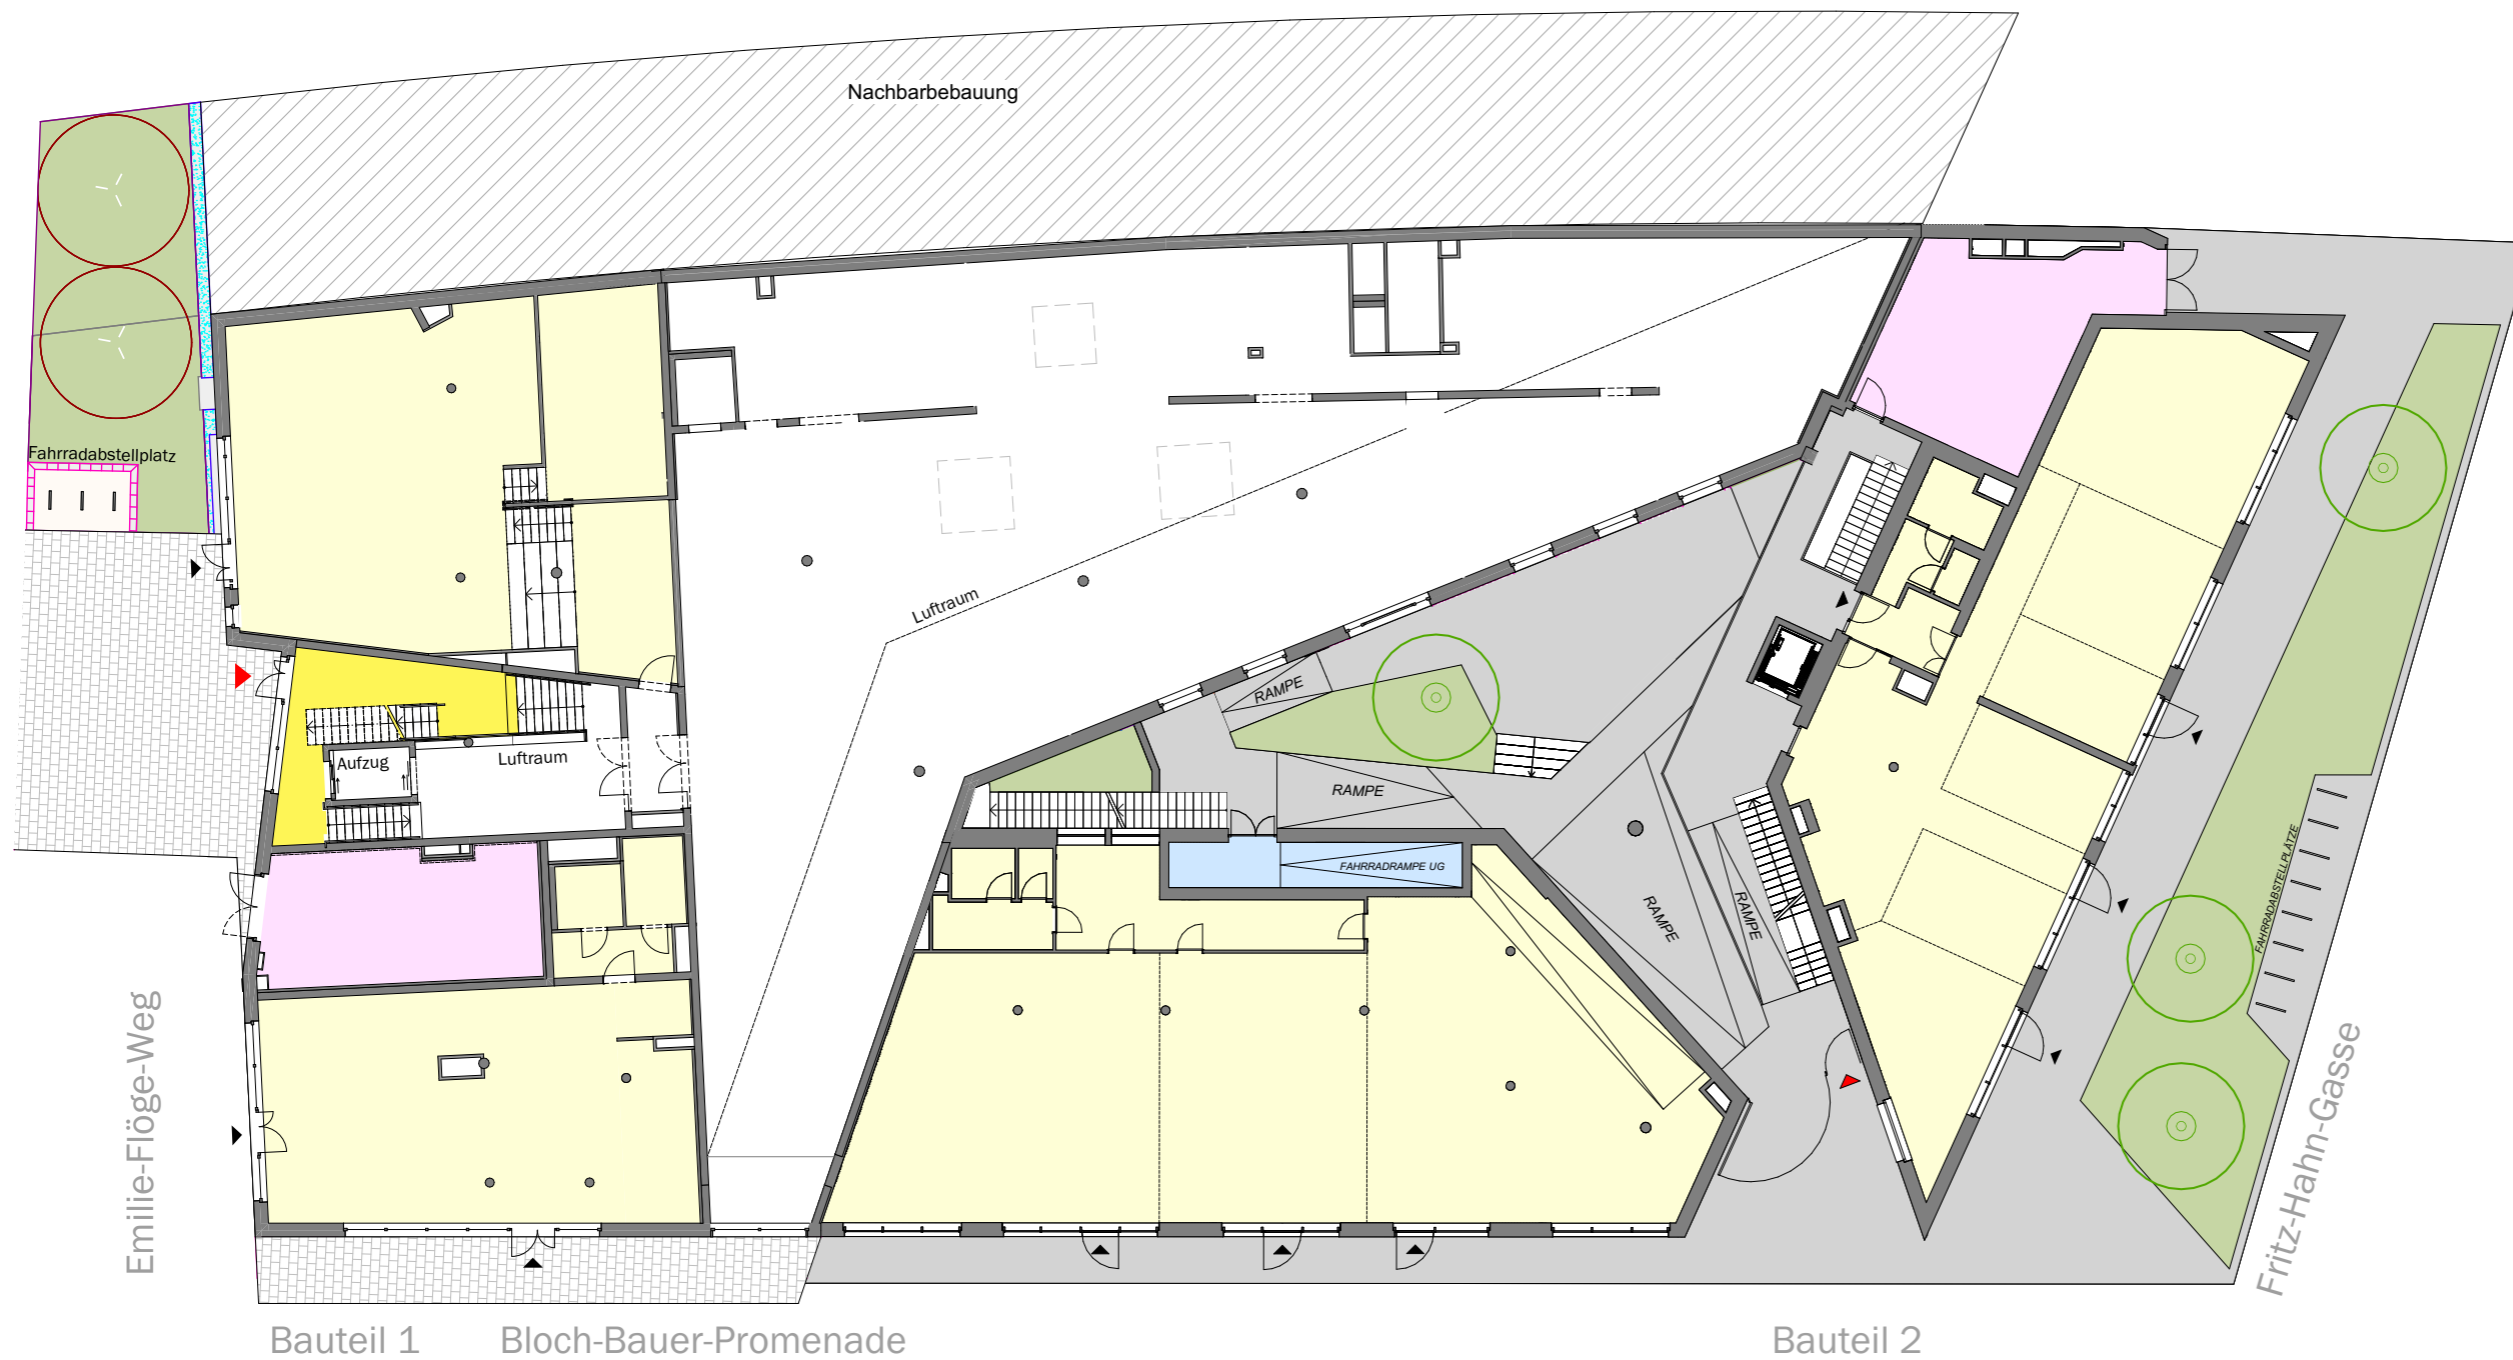 Nachbarbebauung
Fahrradabstellplatz
Luftraum
Aufzug
Luftraum
RAMPE
RAMPE
FAHRRADRAMPE UG
RAMPE
RAMPE
FAHRRADABSTELLPLÄTZE
Emilie-Flöge-Weg
Fritz-Hahn-Gasse
Bauteil 1
Bloch-Bauer-Promenade
Bauteil 2